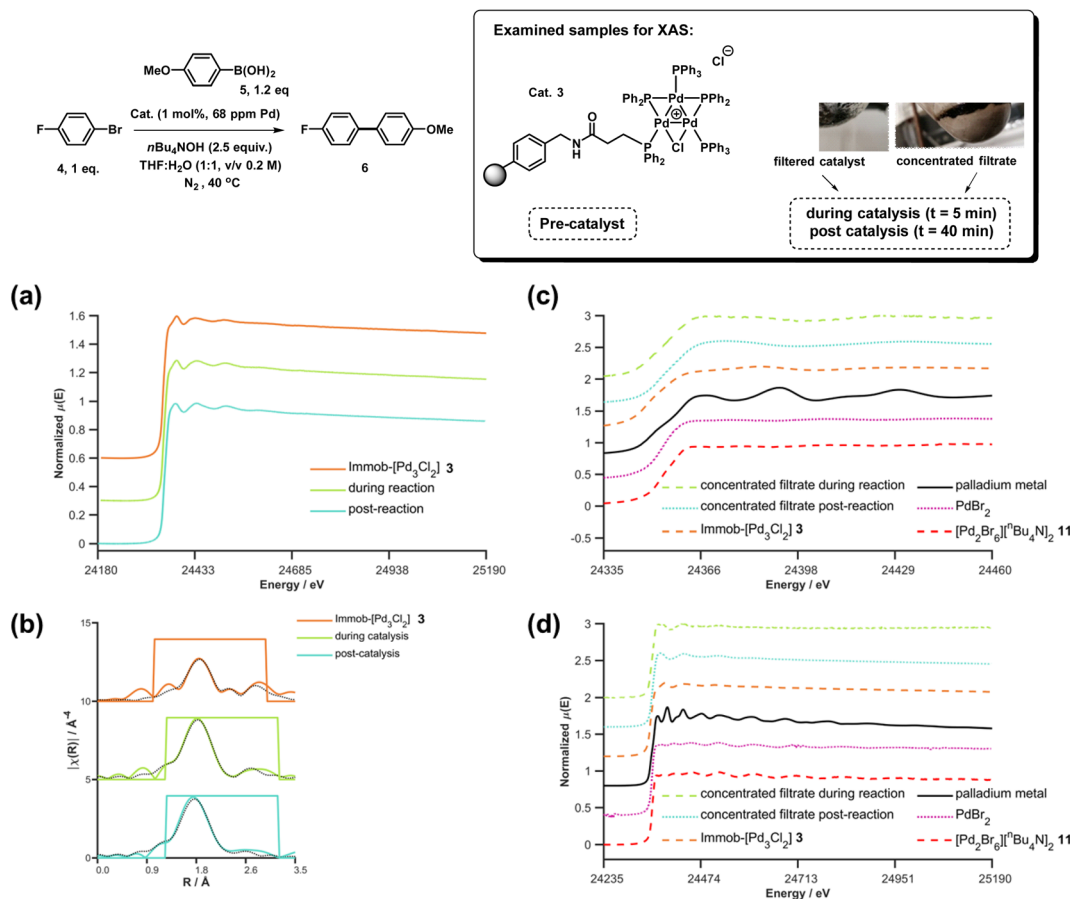 MeO
B(OH)2
5, 1.2 eq
F
Br
4, 1 eq.
Cat. (1 mol%, 68 ppm Pd)
nBu4NOH (2.5 equiv.)
THF:H2O (1:1, v/v 0.2 M)
N2 , 40 °C
F
OMe
6
Examined samples for XAS:
Cat. 3
Cl ⊖
PPh3
Ph2P Pd PPh2
⊕
Pd Pd
O
N
H
P
Ph2
Cl
PPh3
Pre-catalyst
filtered catalyst
concentrated filtrate
during catalysis (t = 5 min)
post catalysis (t = 40 min)
(a)
Normalized μ(E)
1.6
1.4
1.2
1
0.8
0.6
0.4
0.2
0
Immob-[Pd3Cl2] 3
during reaction
post-reaction
24180 24433 24685 24938 25190
Energy / eV
(c)
Normalized μ(E)
3
2.5
2
1.5
1
0.5
0
-0.5
concentrated filtrate during reaction
concentrated filtrate post-reaction
Immob-[Pd3Cl2] 3
palladium metal
PdBr2
[Pd2Br6][nBu4N]2 11
24335 24366 24398 24429 24460
Energy / eV
(b)
|χ(R)| / Å-4
15
10
5
0
Immob-[Pd3Cl2] 3
during catalysis
post-catalysis
0.0 0.9 1.8 2.6 3.5
R / Å
(d)
Normalized μ(E)
3
2.5
2
1.5
1
0.5
0
concentrated filtrate during reaction
concentrated filtrate post-reaction
Immob-[Pd3Cl2] 3
palladium metal
PdBr2
[Pd2Br6][nBu4N]2 11
24235 24474 24713 24951 25190
Energy / eV